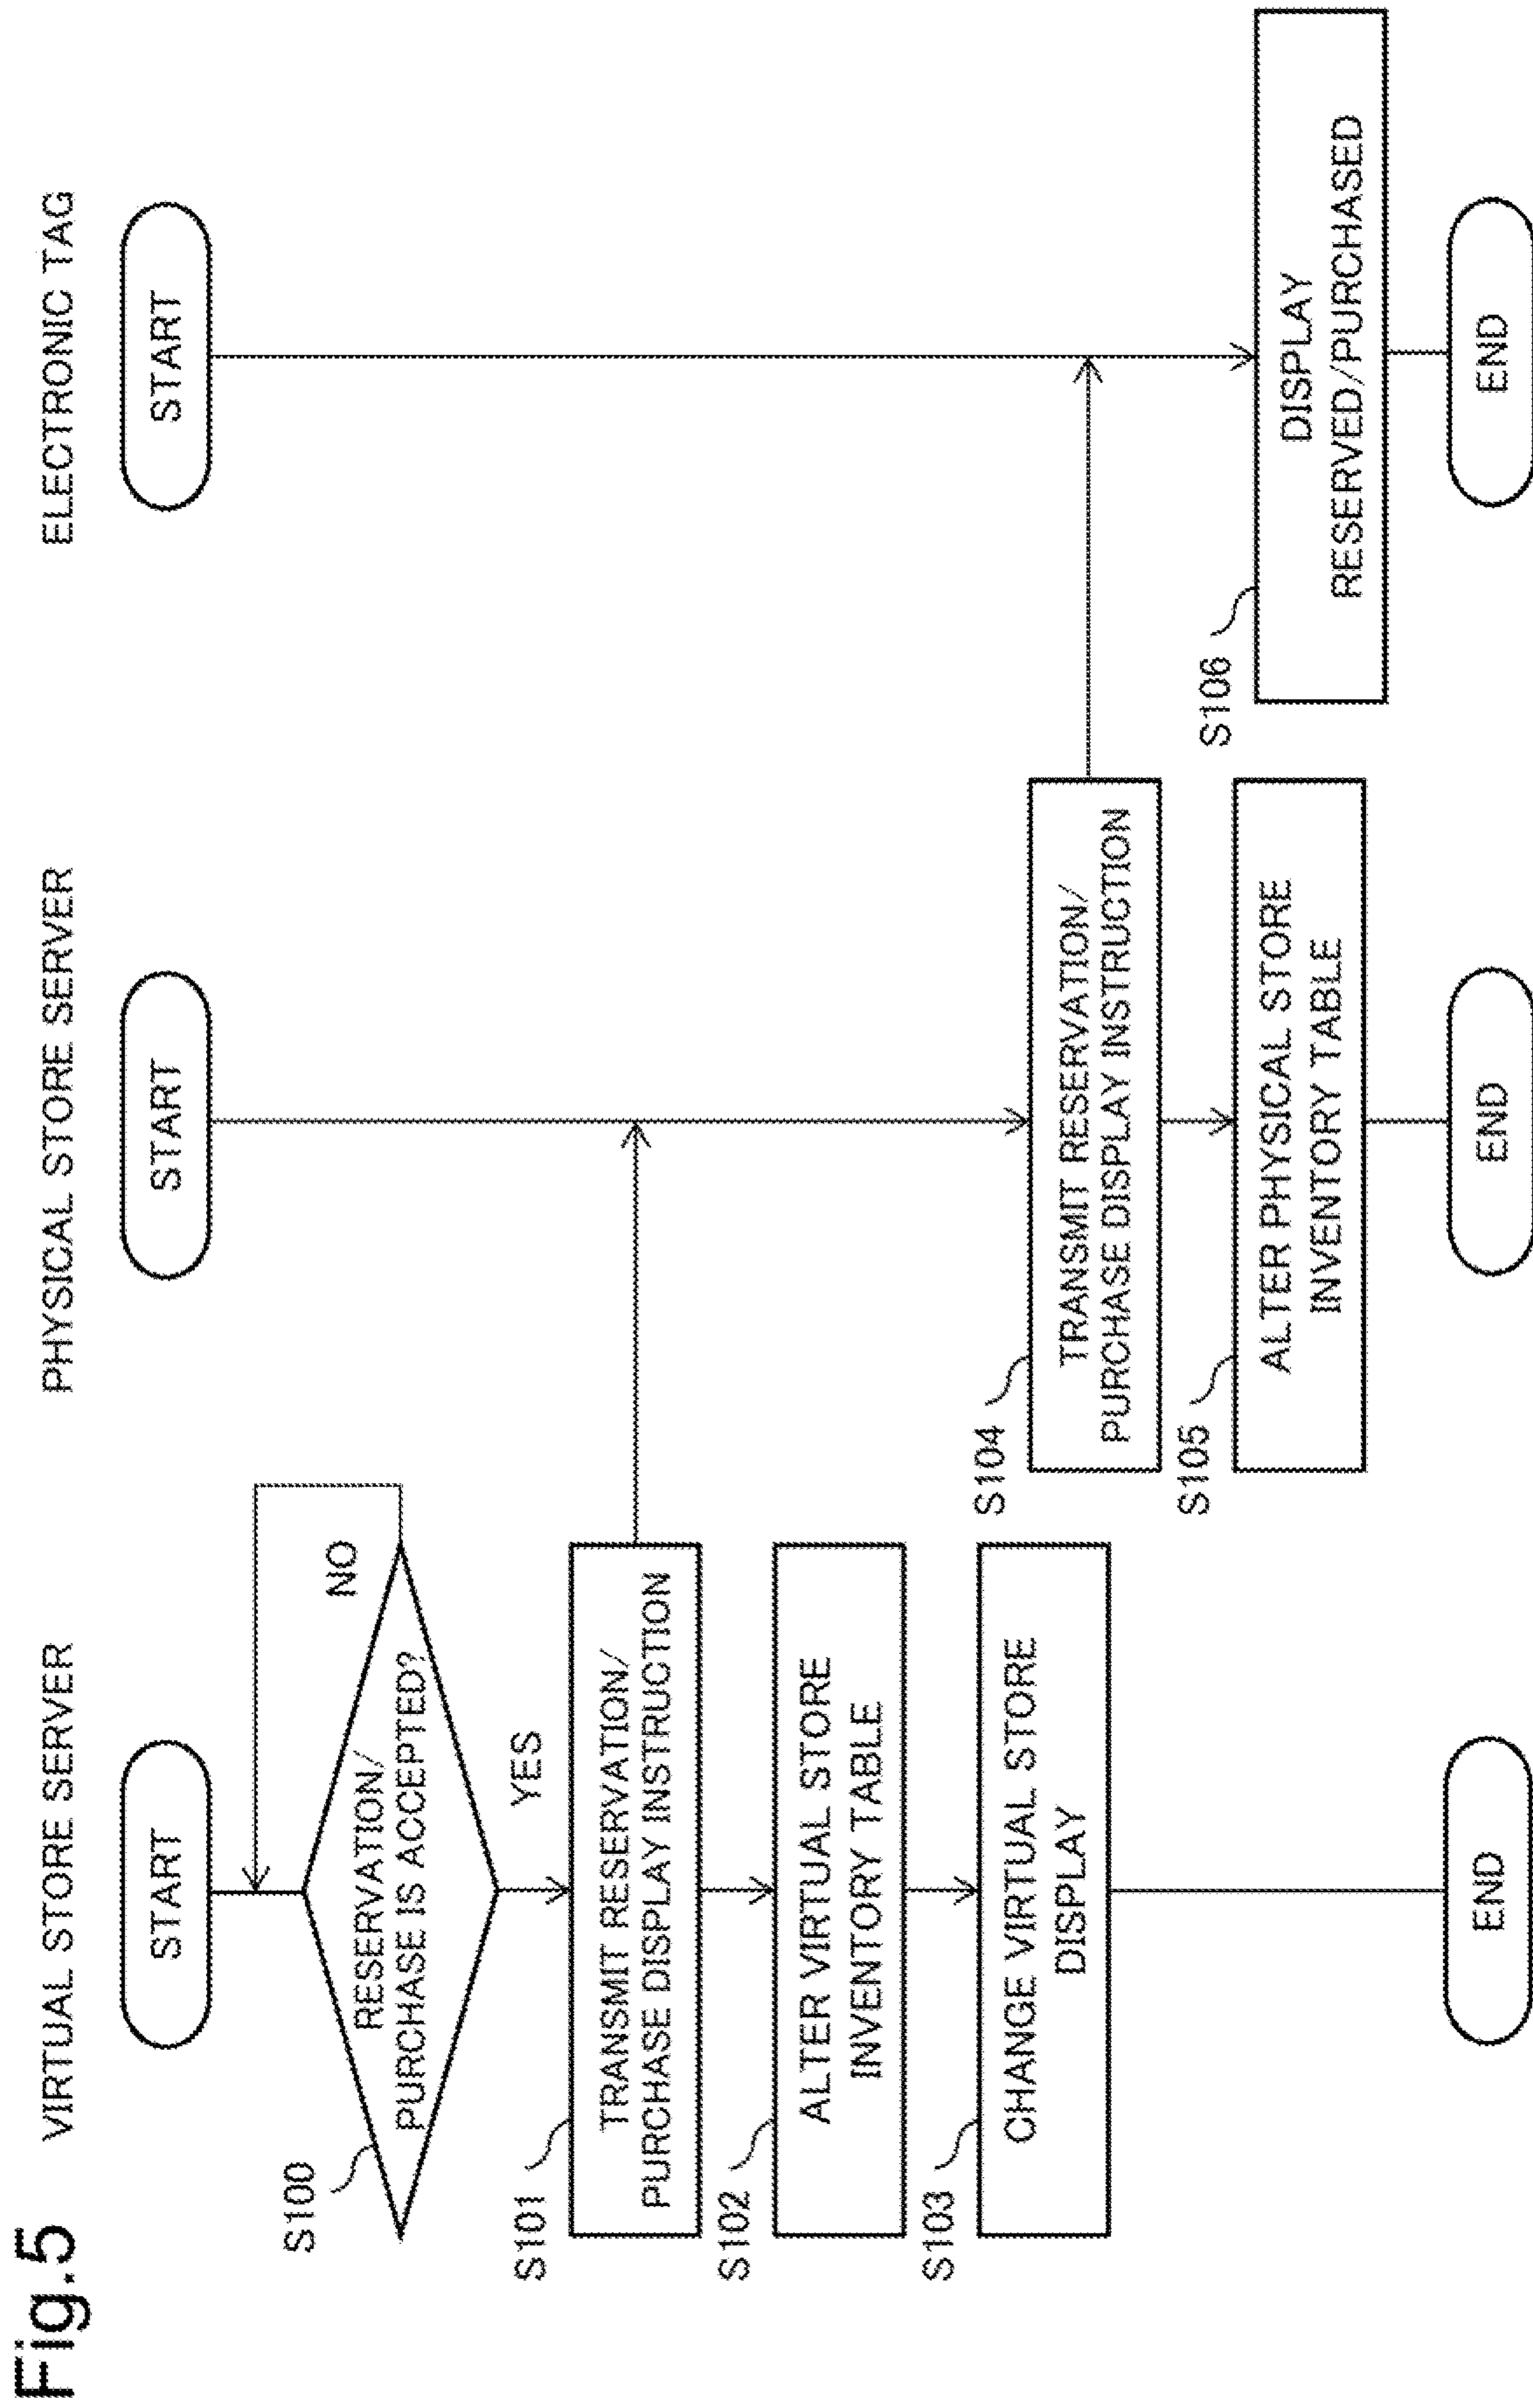 Fig.5
VIRTUAL STORE SERVER
START
S100
RESERVATION/
PURCHASE IS ACCEPTED?
NO
YES
S101
TRANSMIT RESERVATION/
PURCHASE DISPLAY INSTRUCTION
S102
ALTER VIRTUAL STORE
INVENTORY TABLE
S103
CHANGE VIRTUAL STORE
DISPLAY
END
PHYSICAL STORE SERVER
START
S104
TRANSMIT RESERVATION/
PURCHASE DISPLAY INSTRUCTION
S105
ALTER PHYSICAL STORE
INVENTORY TABLE
END
ELECTRONIC TAG
START
S106
DISPLAY
RESERVED/PURCHASED
END